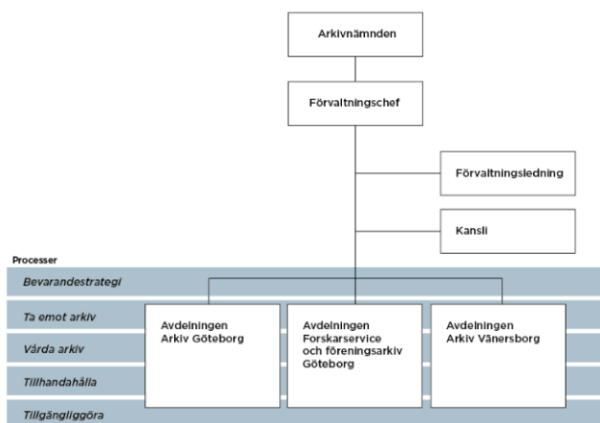 Arkivnämnden
Förvaltningschef
Förvaltningsledning
Kansli
Processer
Bevarandestrategi
Ta emot arkiv
Vårda arkiv
Tillhandahålla
Tillgängliggöra
Avdelningen
Arkiv Göteborg
Avdelningen
Forskarservice
och föreningsarkiv
Göteborg
Avdelningen
Arkiv Vänersborg